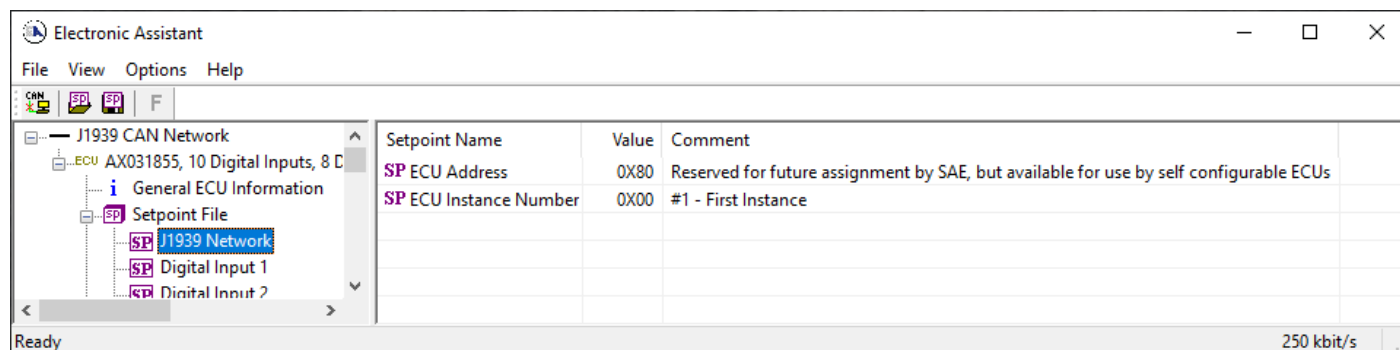 Electronic Assistant
File View Options Help
CAN SP SP F
J1939 CAN Network
ECU AX031855, 10 Digital Inputs, 8 D
i General ECU Information
SP Setpoint File
SP J1939 Network
SP Digital Input 1
SP Digital Input 2
Setpoint Name Value Comment
SP ECU Address 0X80 Reserved for future assignment by SAE, but available for use by self configurable ECUs
SP ECU Instance Number 0X00 #1 - First Instance
Ready 250 kbit/s